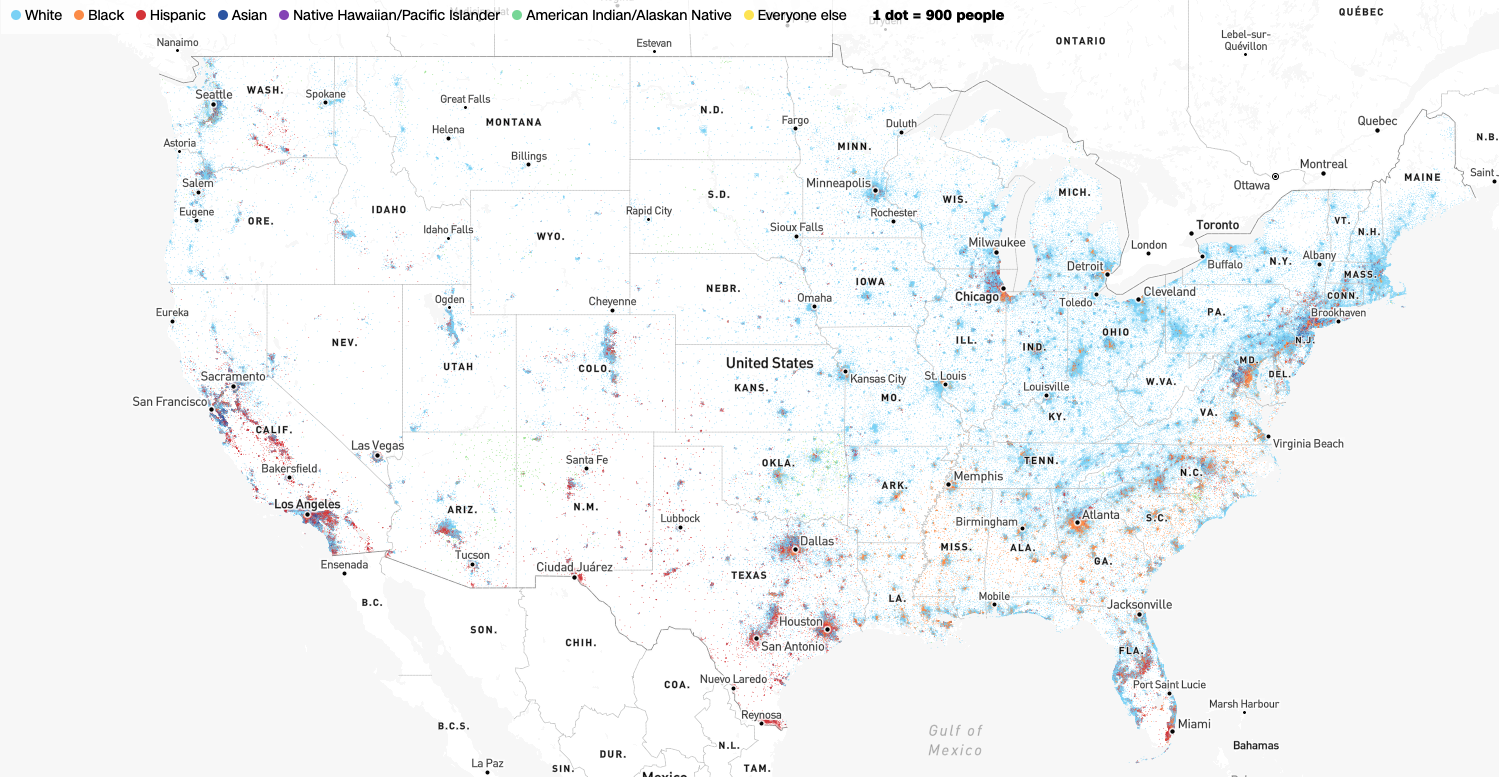 White Black Hispanic Asian Native Hawaiian/Pacific Islander American Indian/Alaskan Native Everyone else 1 dot = 900 people
QUÉBEC
Nanaimo
Estevan
ONTARIO
Lebel-sur-
Quévillon
WASH.
Seattle
Spokane
Great Falls
Helena
MONTANA
N.D.
Fargo
Duluth
Quebec
N.B.
Astoria
Billings
MINN.
Montreal
Ottawa
MAINE
Saint
Salem
Minneapolis
MICH.
Eugene
ORE.
IDAHO
Rapid City
S.D.
Rochester
WIS.
VT.
N.H.
Idaho Falls
WYO.
Sioux Falls
Toronto
Milwaukee
London
Albany
Detroit
Buffalo
N.Y.
MASS.
Ogden
Cheyenne
NEBR.
IOWA
Omaha
Chicago
Toledo
Cleveland
CONN.
Eureka
PA.
Brookhaven
NEV.
ILL.
IND.
OHIO
N.J.
UTAH
COLO.
United States
KANS.
Kansas City
St. Louis
MD.
DEL.
Sacramento
San Francisco
MO.
Louisville
W.VA.
KY.
VA.
CALIF.
Las Vegas
Virginia Beach
Bakersfield
Santa Fe
OKLA.
TENN.
N.C.
Memphis
Los Angeles
ARIZ.
N.M.
Lubbock
ARK.
Birmingham
Atlanta
S.C.
Tucson
Dallas
MISS.
ALA.
GA.
Ensenada
Ciudad Juárez
TEXAS
B.C.
LA.
Mobile
Jacksonville
SON.
CHIH.
Houston
San Antonio
FLA.
COA.
Nuevo Laredo
Port Saint Lucie
Marsh Harbour
B.C.S.
Reynosa
Miami
Gulf of
Mexico
Bahamas
N.L.
DUR.
La Paz
SIN.
TAM.
Mexico